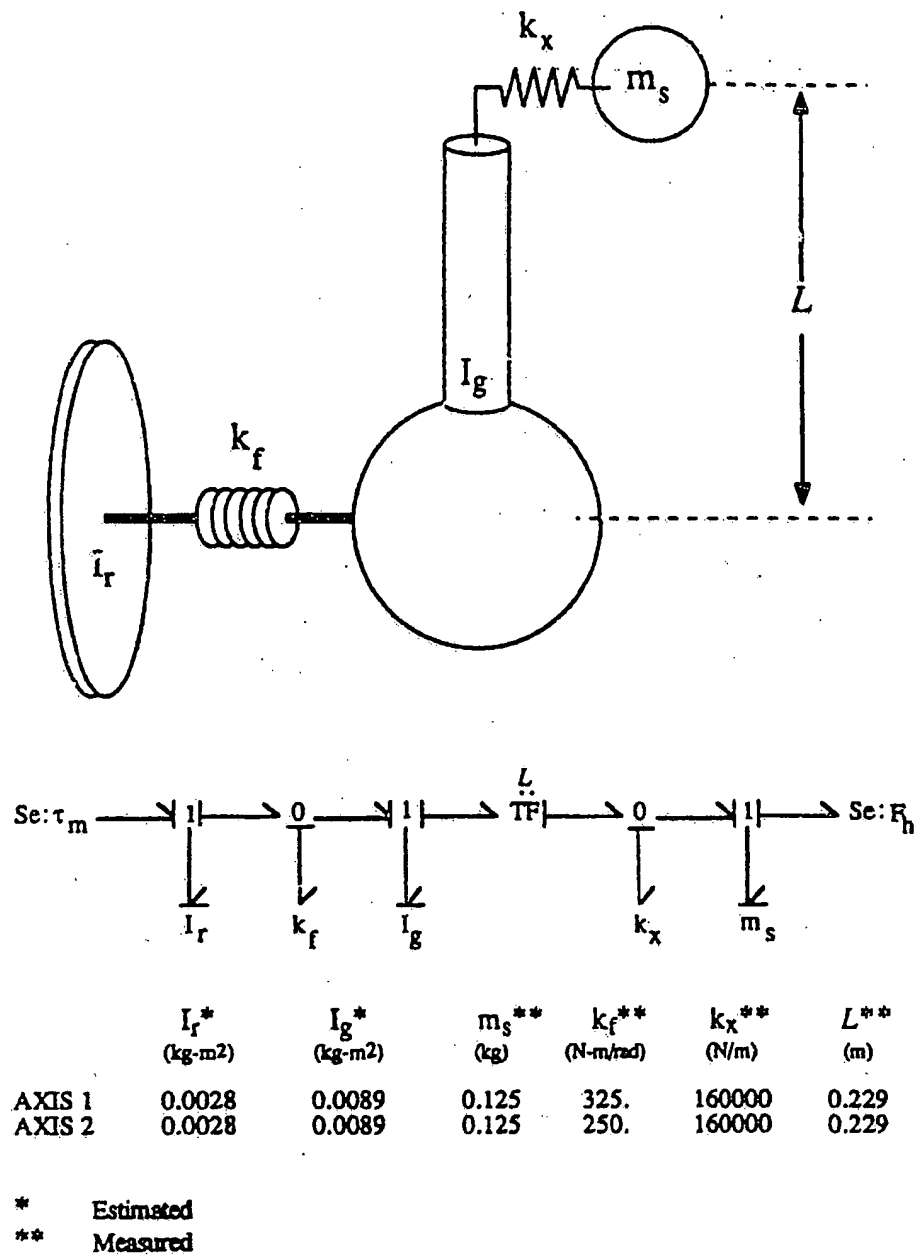 k_x
m_s
L
I_g
k_f
I_r
L
Se:τ_m 1 0 1 T̈F 0 1 Se:F_h
I_r k_f I_g k_x m_s
I_r* I_g* m_s** k_f** k_x** L**
(kg-m2) (kg-m2) (kg) (N-m/rad) (N/m) (m)
AXIS 1 0.0028 0.0089 0.125 325. 160000 0.229
AXIS 2 0.0028 0.0089 0.125 250. 160000 0.229
* Estimated
** Measured